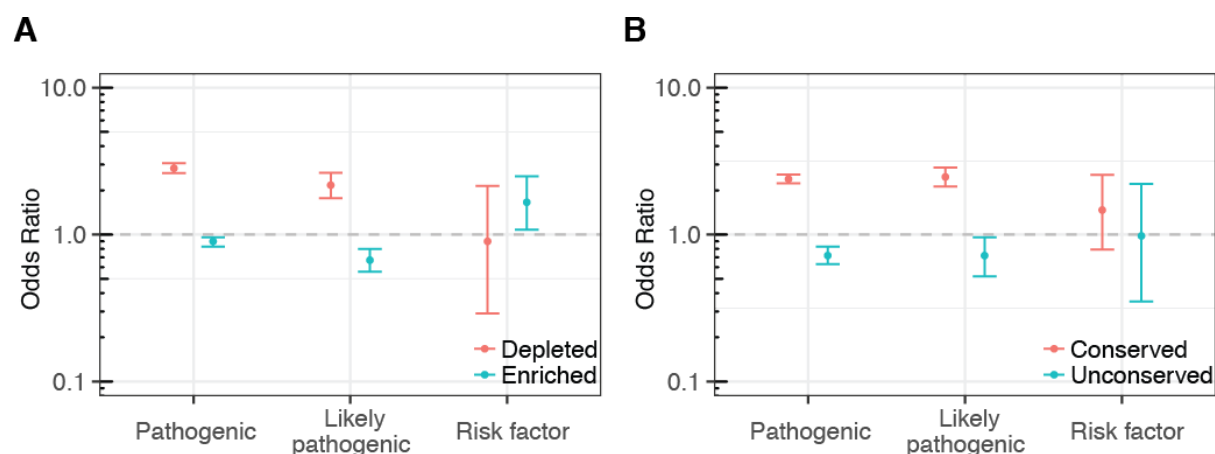 A
10.0
1.0
0.1
Odds Ratio
Depleted
Enriched
Pathogenic
Likely
pathogenic
Risk factor
B
10.0
1.0
0.1
Odds Ratio
Conserved
Unconserved
Pathogenic
Likely
pathogenic
Risk factor